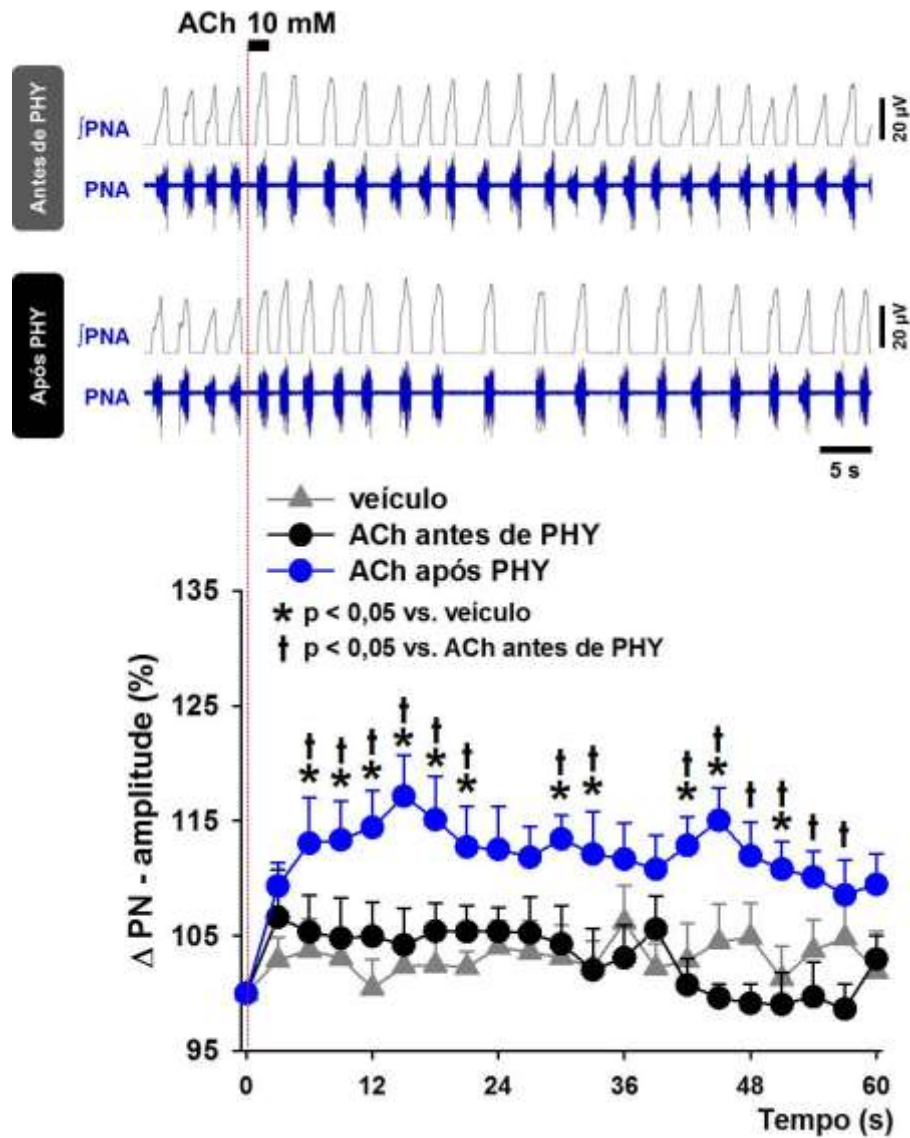 ACh 10 mM
Antes de PHY
∫PNA
20 µV
PNA
Após PHY
∫PNA
20 µV
PNA
5 s
veículo
ACh antes de PHY
ACh após PHY
* p < 0,05 vs. veiculo
† p < 0,05 vs. ACh antes de PHY
Δ PN - amplitude (%)
135
125
115
105
95
† † † † † † † † † † † † † †
* * * * * * * * * * *
0 12 24 36 48 60
Tempo (s)